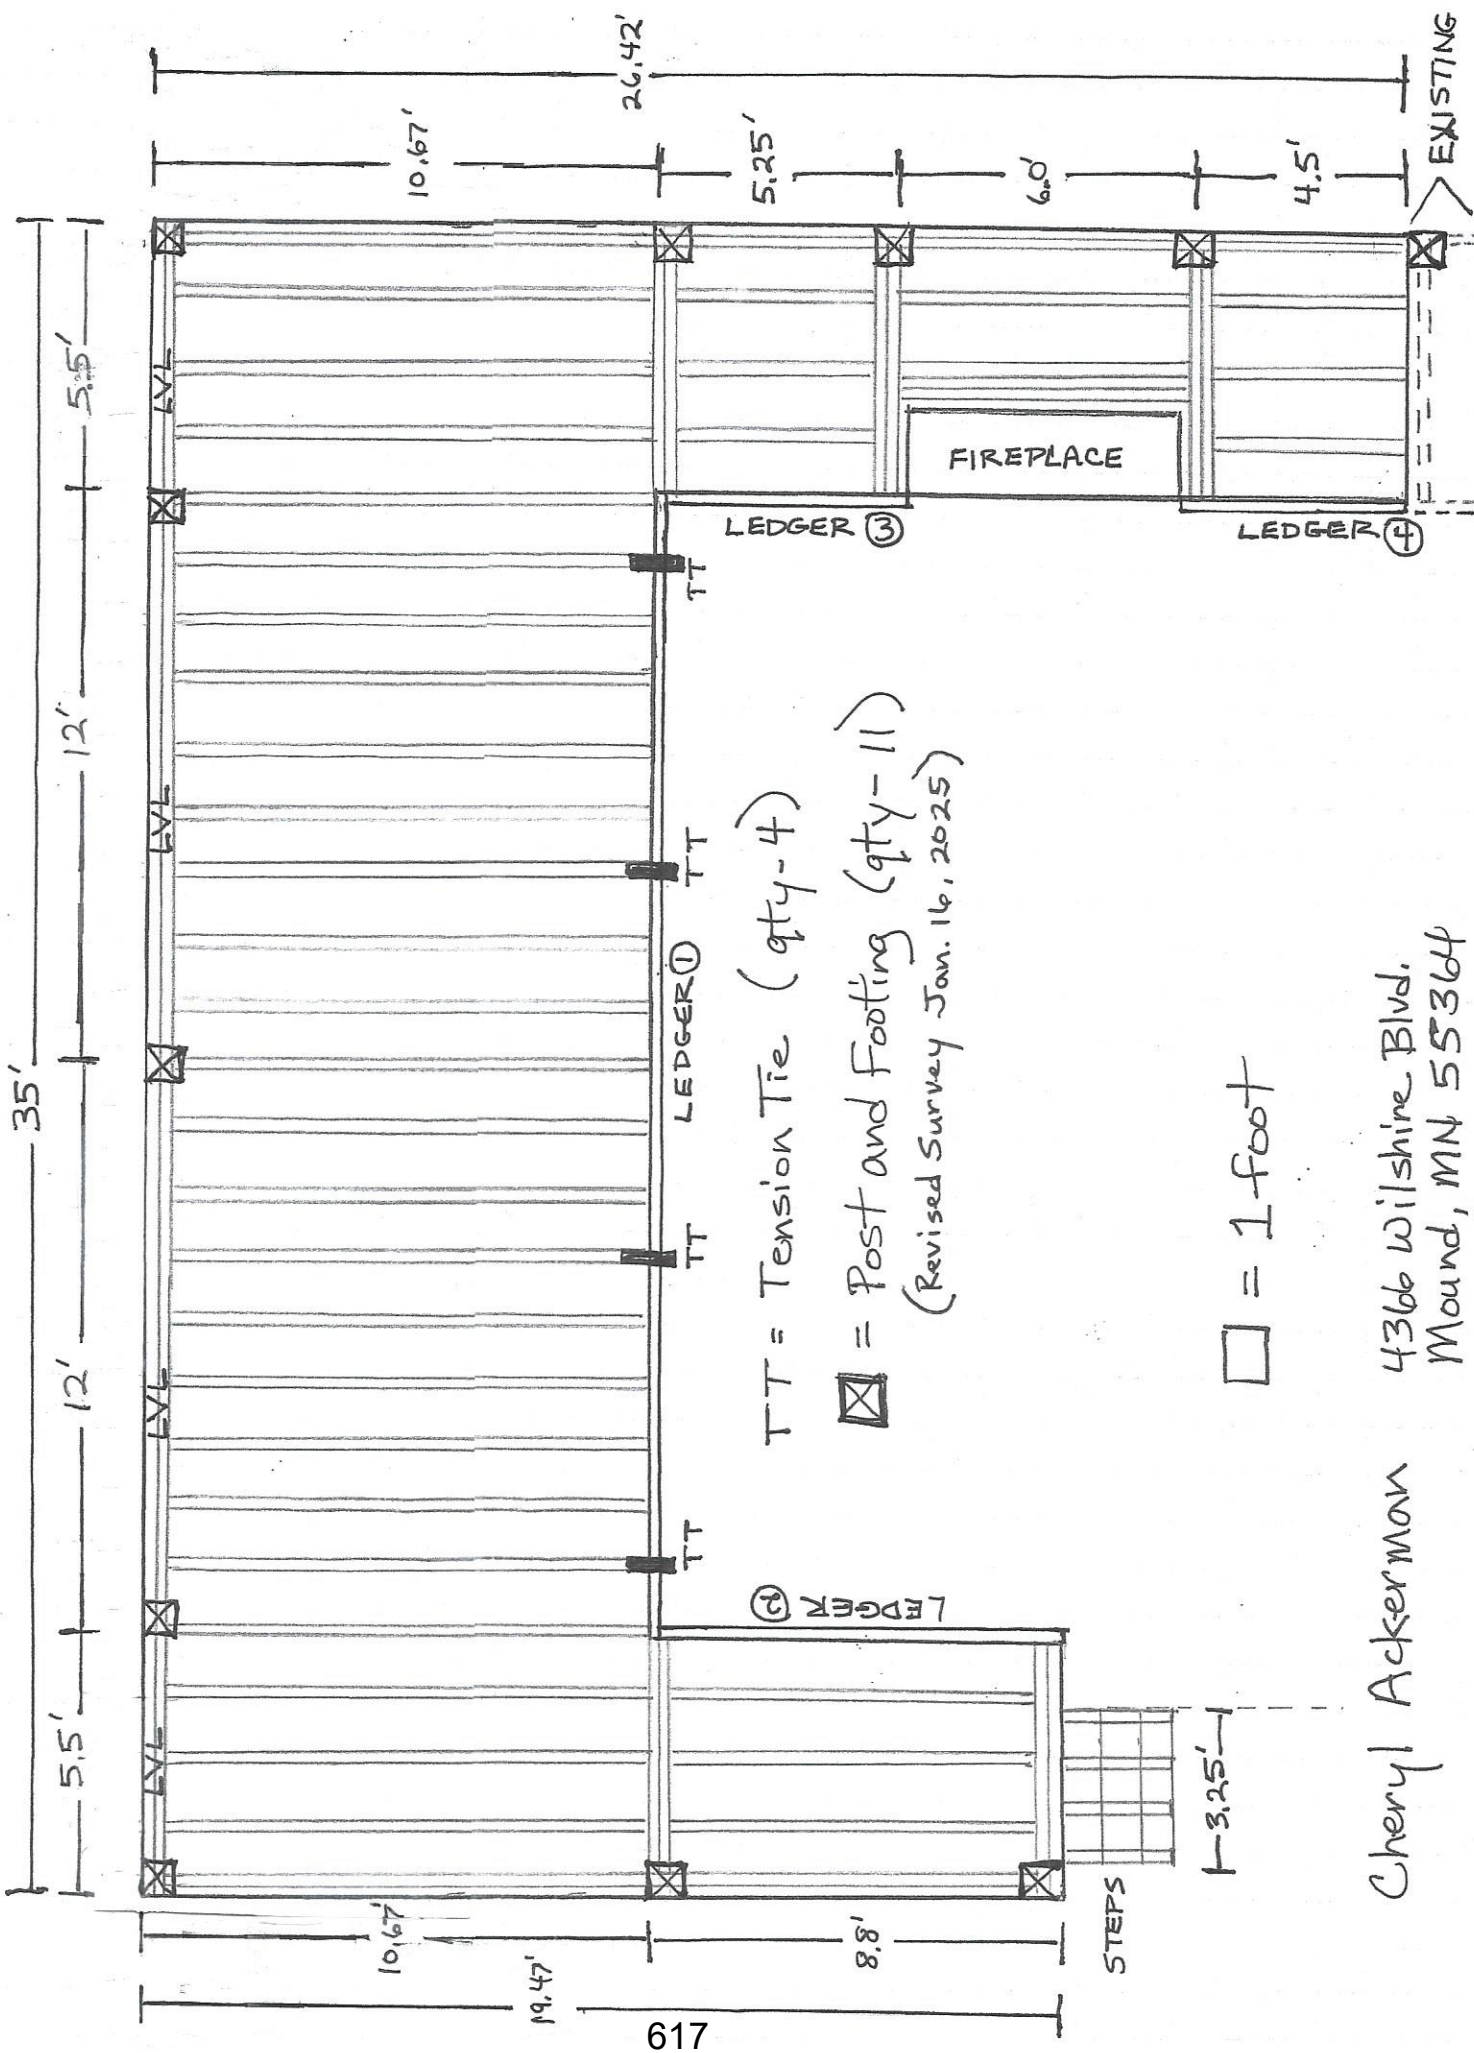 35'
5.5'
12'
12'
5.5'
LVL
LVL
LVL
LVL
26.42'
10.67'
5.25'
6.0'
4.5'
> EXISTING
10.67'
19.47'
8.8'
FIREPLACE
LEDGER ③
LEDGER ④
TT
TT
TT
TT
LEDGER ①
LEDGER ②
TT = Tension Tie (qty-4)
= Post and Footing (qty-11)
(Revised Survey Jan. 16, 2025)
= 1 foot
STEPS
3.25'
Cheryl Ackerman
4366 Wilshire Blvd.
Mound, MN 55364
617